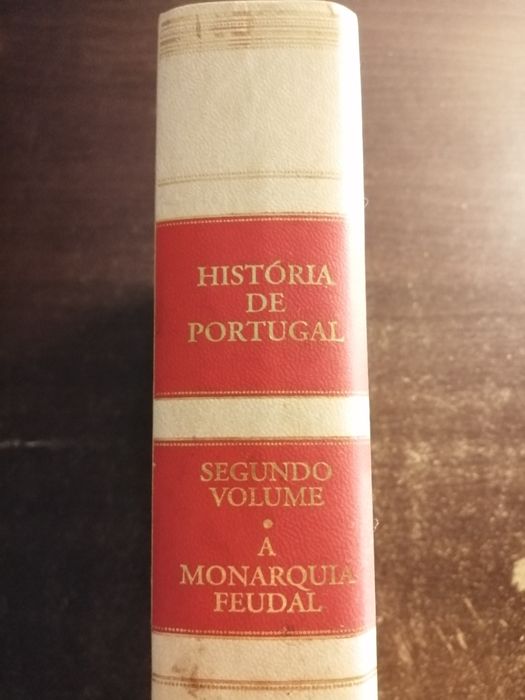 HISTÓRIA
DE
PORTUGAL
SEGUNDO
VOLUME
•
A
MONARQUIA
FEUDAL